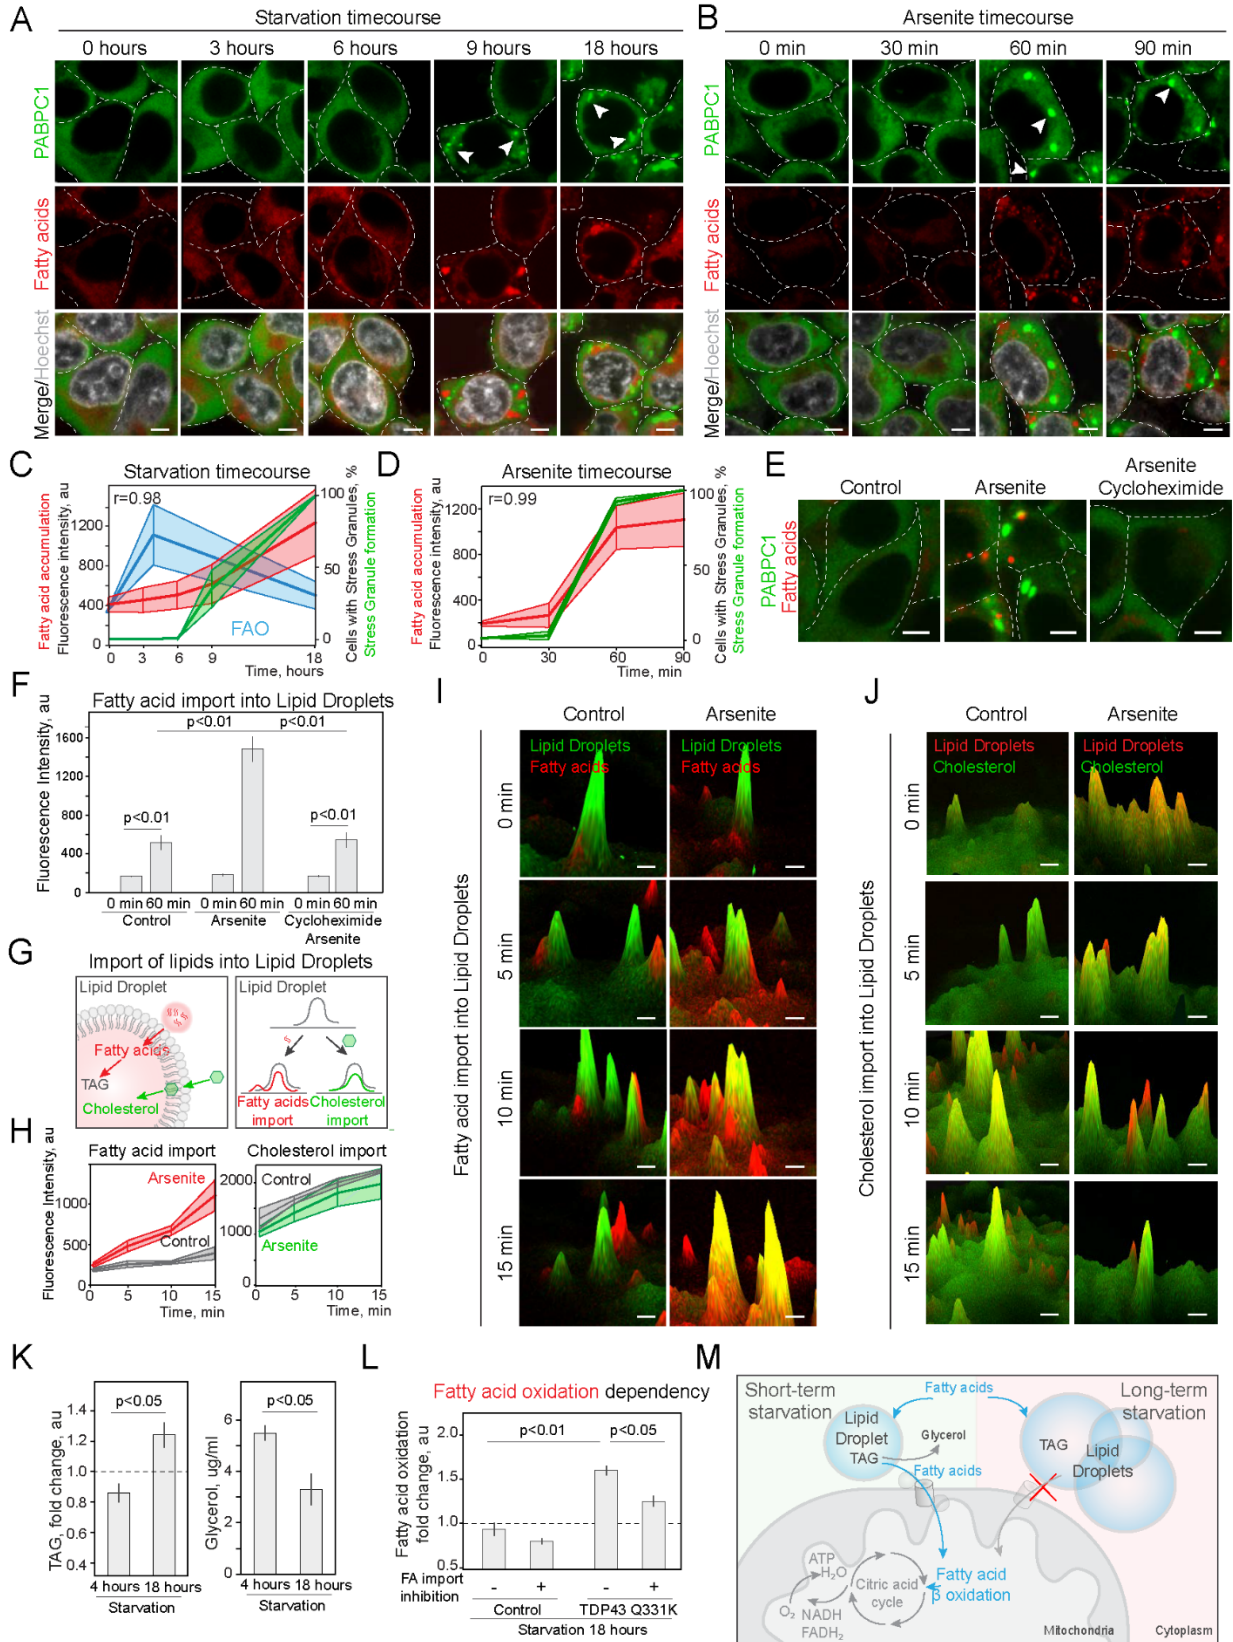 A
Starvation timecourse
0 hours
3 hours
6 hours
9 hours
18 hours
PABPC1
Fatty acids
Merge/Hoechst
B
Arsenite timecourse
0 min
30 min
60 min
90 min
PABPC1
Fatty acids
Merge/Hoechst
C
Starvation timecourse
r=0.98
Fatty acid accumulation
Fluorescence intensity, au
1200
800
400
0
FAO
100
50
0
Cells with Stress Granules, %
Stress Granule formation
0
3
6
9
18
Time, hours
D
Arsenite timecourse
r=0.99
Fatty acid accumulation
Fluorescence intensity, au
1200
800
400
0
100
50
0
Cells with Stress Granules, %
Stress Granule formation
0
30
60
90
Time, min
E
Control
Arsenite
Arsenite
Cycloheximide
PABPC1
Fatty acids
F
Fatty acid import into Lipid Droplets
Fluorescence Intensity, au
1600
1200
800
400
0
p<0.01
p<0.01
p<0.01
p<0.01
0 min 60 min
0 min 60 min
0 min 60 min
Control
Arsenite
Cycloheximide
Arsenite
G
Import of lipids into Lipid Droplets
Lipid Droplet
Fatty acids
TAG
Cholesterol
Lipid Droplet
Fatty acids
import
Cholesterol
import
H
Fatty acid import
Fluorescence Intensity, au
1000
500
0
Arsenite
Control
0
5
10
15
Time, min
Cholesterol import
2000
1000
0
Control
Arsenite
0
5
10
15
Time, min
I
Control
Arsenite
Fatty acid import into Lipid Droplets
Lipid Droplets
Fatty acids
Lipid Droplets
Fatty acids
0 min
5 min
10 min
15 min
J
Control
Arsenite
Cholesterol import into Lipid Droplets
Lipid Droplets
Cholesterol
Lipid Droplets
Cholesterol
0 min
5 min
10 min
15 min
K
TAG, fold change, au
1.4
1.2
1.0
0.8
0.6
0.4
p<0.05
4 hours 18 hours
Starvation
Glycerol, ug/ml
6
4
2
0
p<0.05
4 hours 18 hours
Starvation
L
Fatty acid oxidation dependency
Fatty acid oxidation
fold change, au
2.0
1.5
1.0
0.5
p<0.01
p<0.05
FA import
inhibition
-
+
-
+
Control
TDP43 Q331K
Starvation 18 hours
M
Short-term
starvation
Fatty acids
Long-term
starvation
Lipid
Droplet
TAG
Glycerol
Fatty acids
TAG
Lipid
Droplets
ATP
H₂O
O₂
NADH
FADH₂
Citric acid
cycle
Fatty acid
β oxidation
Mitochondria
Cytoplasm